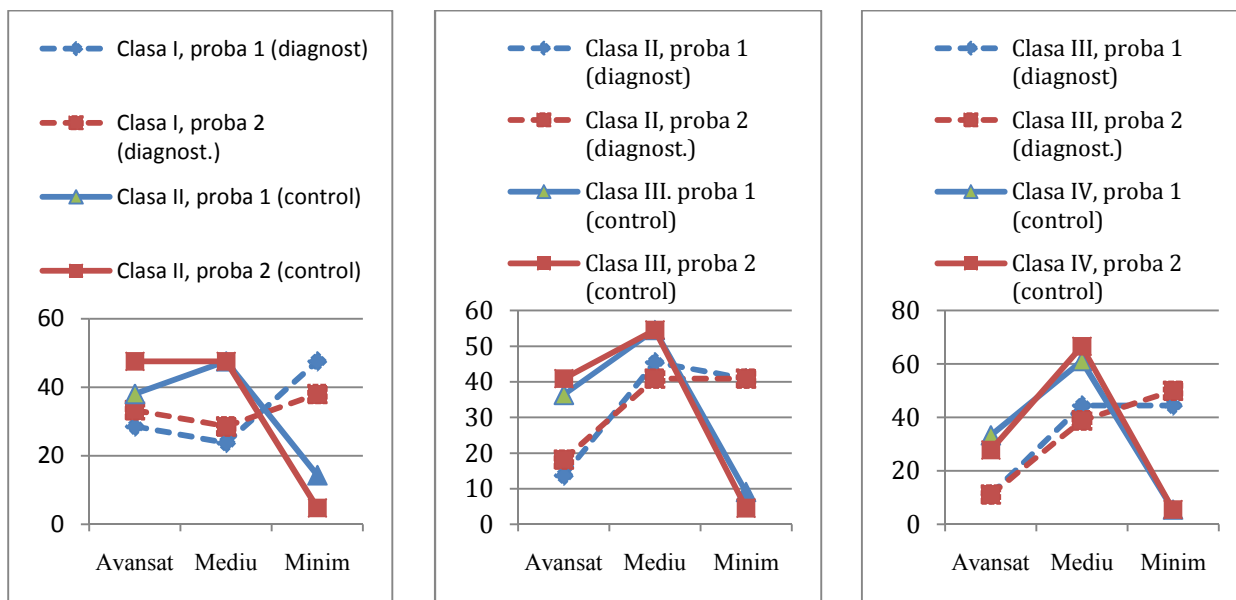 Clasa I, proba 1 (diagnost)
Clasa I, proba 2
(diagnost.)
Clasa II, proba 1 (control)
Clasa II, proba 2 (control)
60
40
20
0
Avansat Mediu Minim
Clasa II, proba 1
(diagnost)
Clasa II, proba 2
(diagnost.)
Clasa III. proba 1
(control)
Clasa III, proba 2
(control)
60
50
40
30
20
10
0
Avansat Mediu Minim
Clasa III, proba 1
(diagnost)
Clasa III, proba 2
(diagnost.)
Clasa IV, proba 1
(control)
Clasa IV, proba 2
(control)
80
60
40
20
0
Avansat Mediu Minim